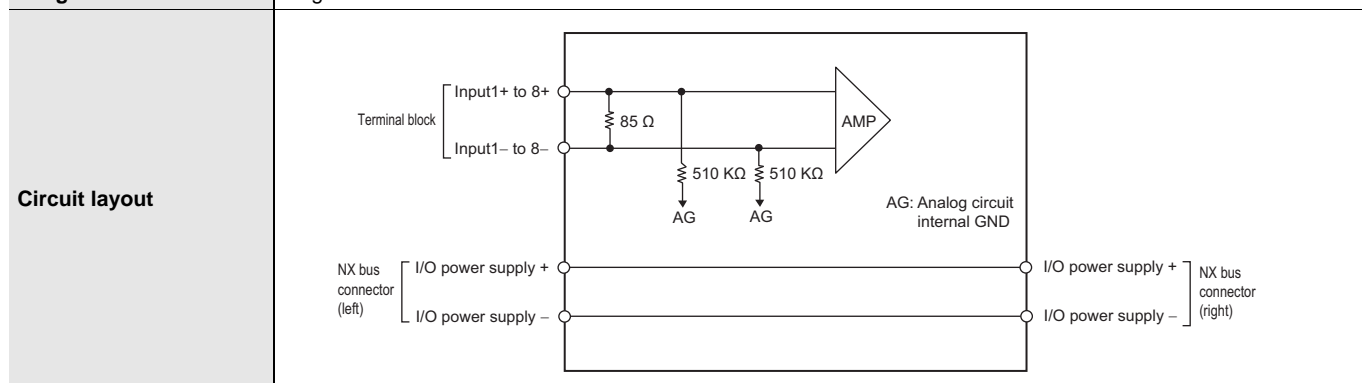 Circuit layout
Input1+ to 8+
Terminal block
85 Ω
AMP
Input1– to 8–
510 KΩ 510 KΩ
AG AG
AG: Analog circuit
internal GND
NX bus
connector
(left)
I/O power supply +
I/O power supply –
I/O power supply +
I/O power supply –
NX bus
connector
(right)